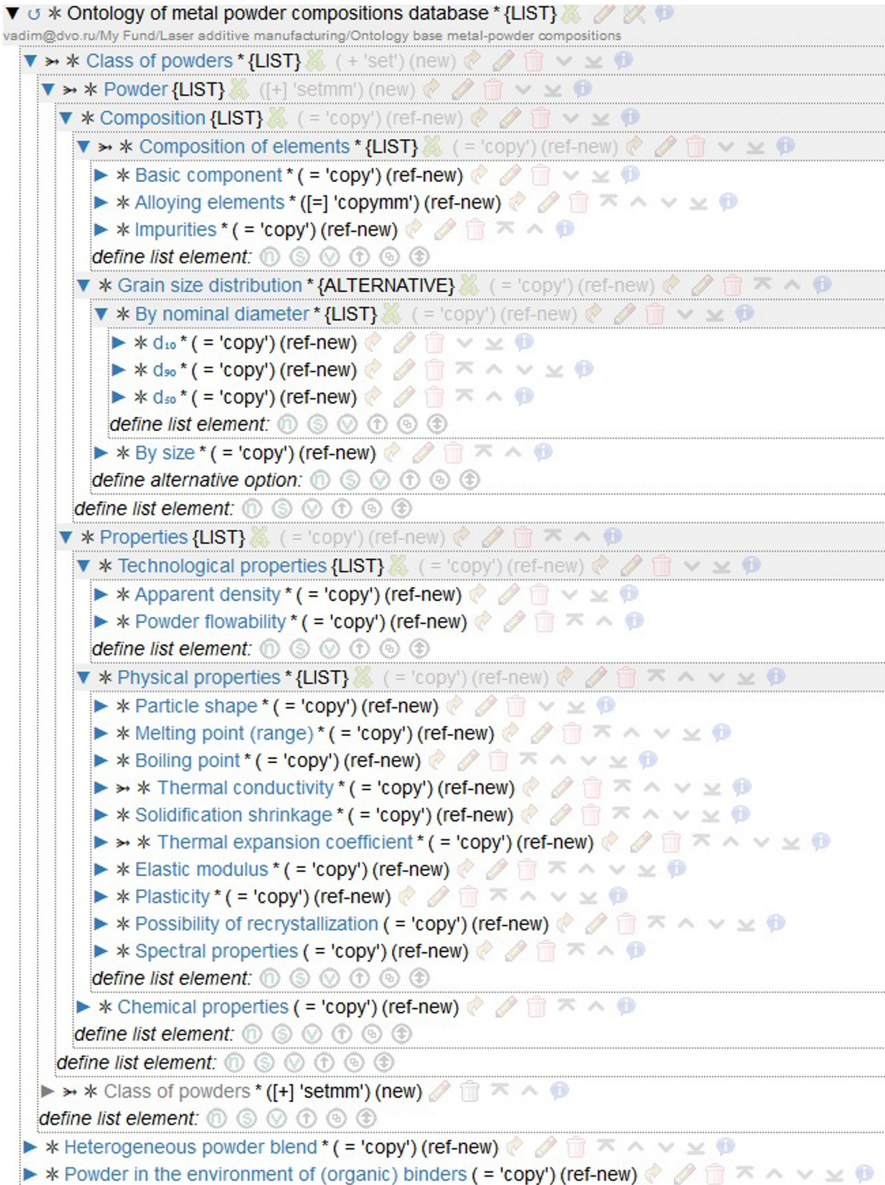 ▼ ↺ ∗ Ontology of metal powder compositions database * {LIST}
vadim@dvo.ru/My Fund/Laser additive manufacturing/Ontology base metal-powder compositions
▼ ➳ ∗ Class of powders * {LIST} ( + 'set') (new)
▼ ➳ ∗ Powder {LIST} ([+] 'setmm') (new)
▼ ∗ Composition {LIST} ( = 'copy') (new)
▼ ➳ ∗ Composition of elements * {LIST} ( = 'copy') (ref-new)
▶ ∗ Basic component * ( = 'copy') (ref-new)
▶ ∗ Alloying elements * ([=] 'copymm') (ref-new)
▶ ∗ Impurities * ( = 'copy') (ref-new)
define list element: n s v
▼ ∗ Grain size distribution * {ALTERNATIVE} ( = 'copy') (ref-new)
▼ ∗ By nominal diameter * {LIST} ( = 'copy') (ref-new)
▶ ∗ d₁₀ * ( = 'copy') (ref-new)
▶ ∗ d₉₀ * ( = 'copy') (ref-new)
▶ ∗ d₅₀ * ( = 'copy') (ref-new)
define list element: n s v
▶ ∗ By size * ( = 'copy') (ref-new)
define alternative option: n s v
define list element: n s v
▼ ∗ Properties {LIST} ( = 'copy') (ref-new)
▼ ∗ Technological properties {LIST} ( = 'copy') (ref-new)
▶ ∗ Apparent density * ( = 'copy') (ref-new)
▶ ∗ Powder flowability * ( = 'copy') (ref-new)
define list element: n s v
▼ ∗ Physical properties * {LIST} ( = 'copy') (ref-new)
▶ ∗ Particle shape * ( = 'copy') (ref-new)
▶ ∗ Melting point (range) * ( = 'copy') (ref-new)
▶ ∗ Boiling point * ( = 'copy') (ref-new)
▶ ➳ ∗ Thermal conductivity * ( = 'copy') (ref-new)
▶ ∗ Solidification shrinkage * ( = 'copy') (ref-new)
▶ ➳ ∗ Thermal expansion coefficient * ( = 'copy') (ref-new)
▶ ∗ Elastic modulus * ( = 'copy') (ref-new)
▶ ∗ Plasticity * ( = 'copy') (ref-new)
▶ ∗ Possibility of recrystallization ( = 'copy') (ref-new)
▶ ∗ Spectral properties ( = 'copy') (ref-new)
define list element: n s v
▶ ∗ Chemical properties ( = 'copy') (ref-new)
define list element: n s v
define list element: n s v
▶ ➳ ∗ Class of powders * ([+] 'setmm') (new)
define list element: n s v
▶ ∗ Heterogeneous powder blend * ( = 'copy') (ref-new)
▶ ∗ Powder in the environment of (organic) binders ( = 'copy') (ref-new)